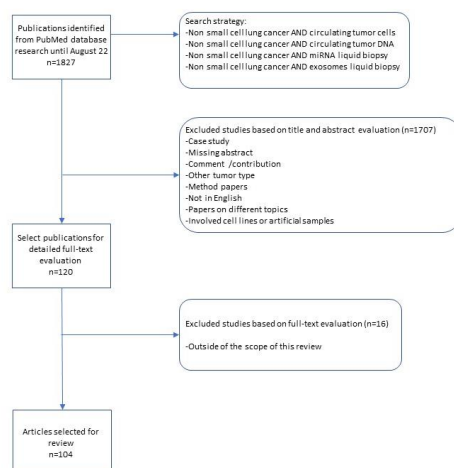 Publications identified
from PubMed database
research until August 22
n=1827
Search strategy:
-Non small cell lung cancer AND circulating tumor cells
-Non small cell lung cancer AND circulating tumor DNA
-Non small cell lung cancer AND miRNA liquid biopsy
-Non small cell lung cancer AND exosomes liquid biopsy
Excluded studies based on title and abstract evaluation (n=1707)
-Case study
-Missing abstract
-Comment /contribution
-Other tumor type
-Method papers
-Not in English
-Papers on different topics
-Involved cell lines or artificial samples
Select publications for
detailed full-text
evaluation
n=120
Excluded studies based on full-text evaluation (n=16)
-Outside of the scope of this review
Articles selected for
review
n=104